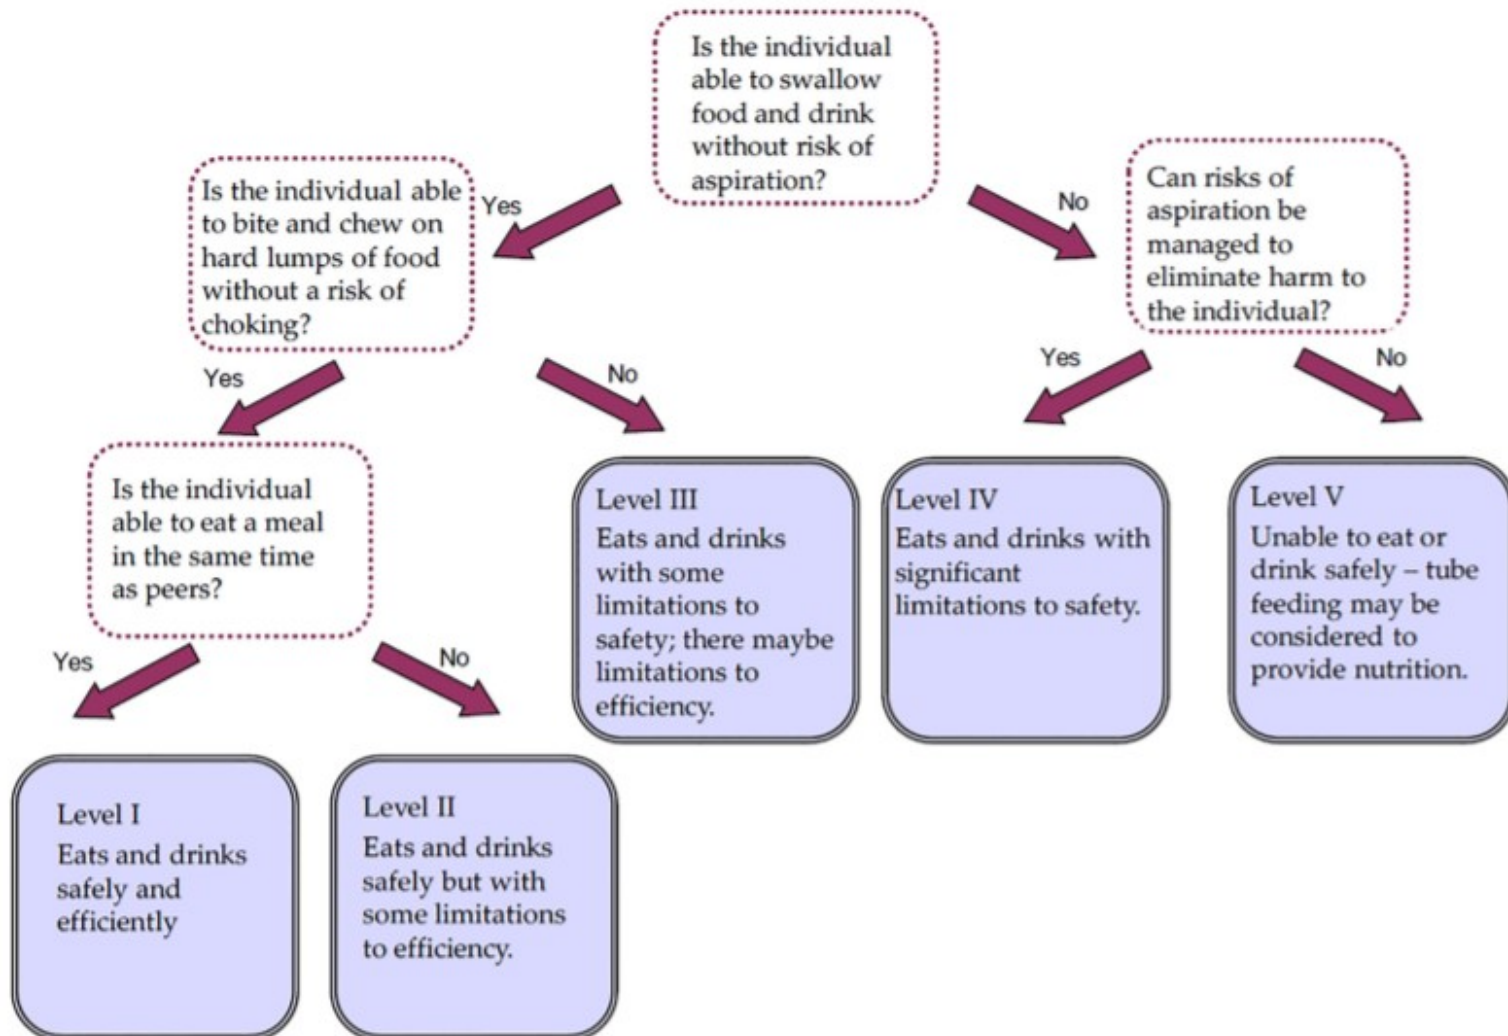 Is the individual
able to swallow
food and drink
without risk of
aspiration?
Yes
No
Is the individual able
to bite and chew on
hard lumps of food
without a risk of
choking?
Can risks of
aspiration be
managed to
eliminate harm to
the individual?
Yes
No
Yes
No
Is the individual
able to eat a meal
in the same time
as peers?
Level III
Eats and drinks
with some
limitations to
safety; there maybe
limitations to
efficiency.
Level IV
Eats and drinks with
significant
limitations to safety.
Level V
Unable to eat or
drink safely – tube
feeding may be
considered to
provide nutrition.
Yes
No
Level I
Eats and drinks
safely and
efficiently
Level II
Eats and drinks
safely but with
some limitations
to efficiency.